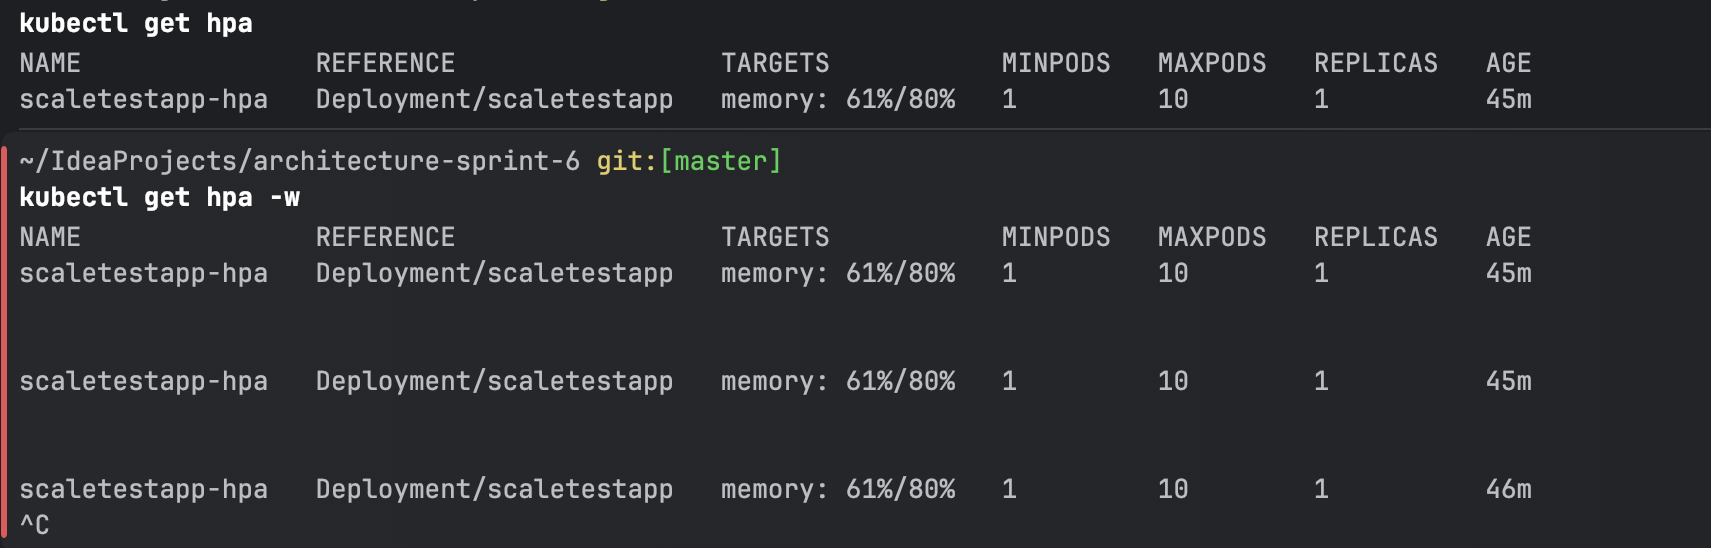 kubectl get hpa
NAME REFERENCE TARGETS MINPODS MAXPODS REPLICAS AGE
scaletestapp-hpa Deployment/scaletestapp memory: 61%/80% 1 10 1 45m
~/IdeaProjects/architecture-sprint-6 git:[master]
kubectl get hpa -w
NAME REFERENCE TARGETS MINPODS MAXPODS REPLICAS AGE
scaletestapp-hpa Deployment/scaletestapp memory: 61%/80% 1 10 1 45m
scaletestapp-hpa Deployment/scaletestapp memory: 61%/80% 1 10 1 45m
scaletestapp-hpa Deployment/scaletestapp memory: 61%/80% 1 10 1 46m
^C